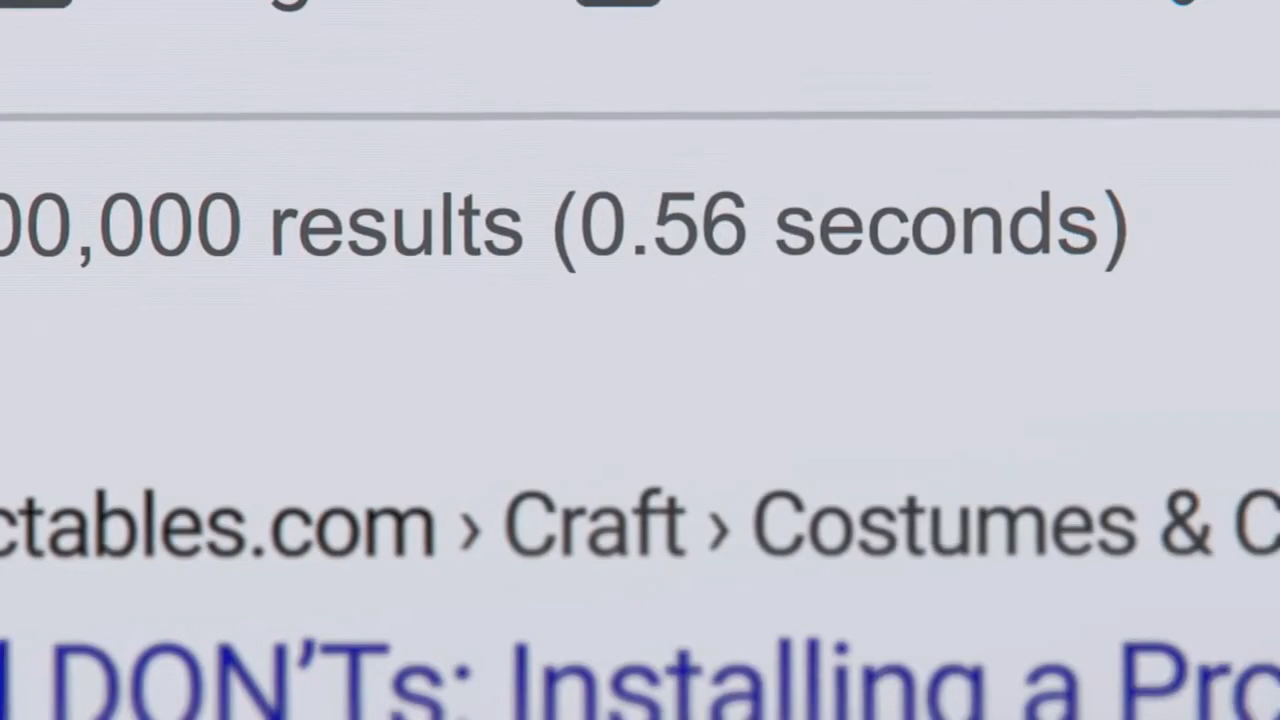 00,000 results (0.56 seconds)
ctables.com › Craft › Costumes & C
DON'Ts: Installing a Pro